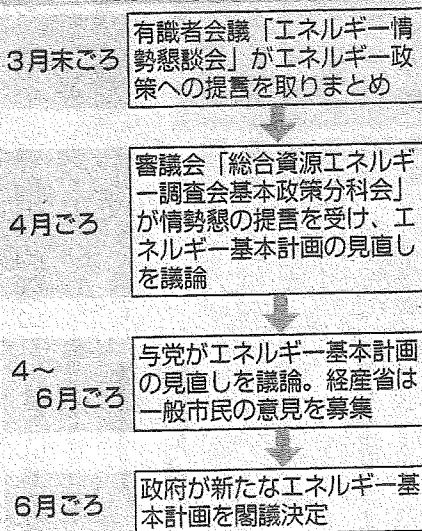 3月末ごろ
有識者会議「エネルギー情
勢懇談会」がエネルギー政
策への提言を取りまとめ
4月ごろ
審議会「総合資源エネルギ
ー調査会基本政策分科会」
が情勢懇の提言を受け、エ
ネルギー基本計画の見直し
を議論
4〜
6月ごろ
与党がエネルギー基本計画
の見直しを議論。経産省は
一般市民の意見を募集
6月ごろ
政府が新たなエネルギー基
本計画を閣議決定